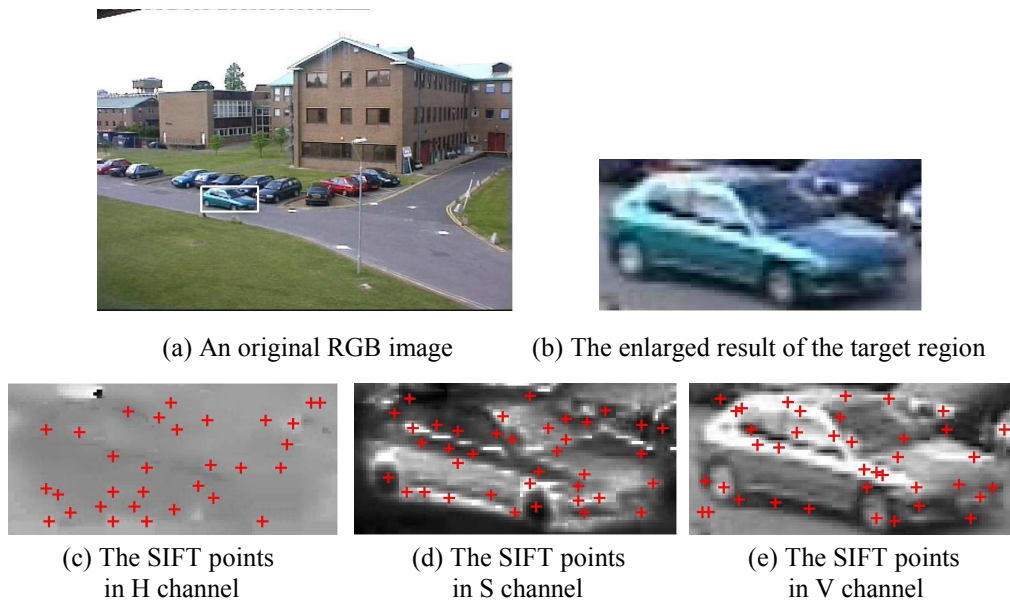 (a) An original RGB image
(b) The enlarged result of the target region
(c) The SIFT points
in H channel
(d) The SIFT points
in S channel
(e) The SIFT points
in V channel